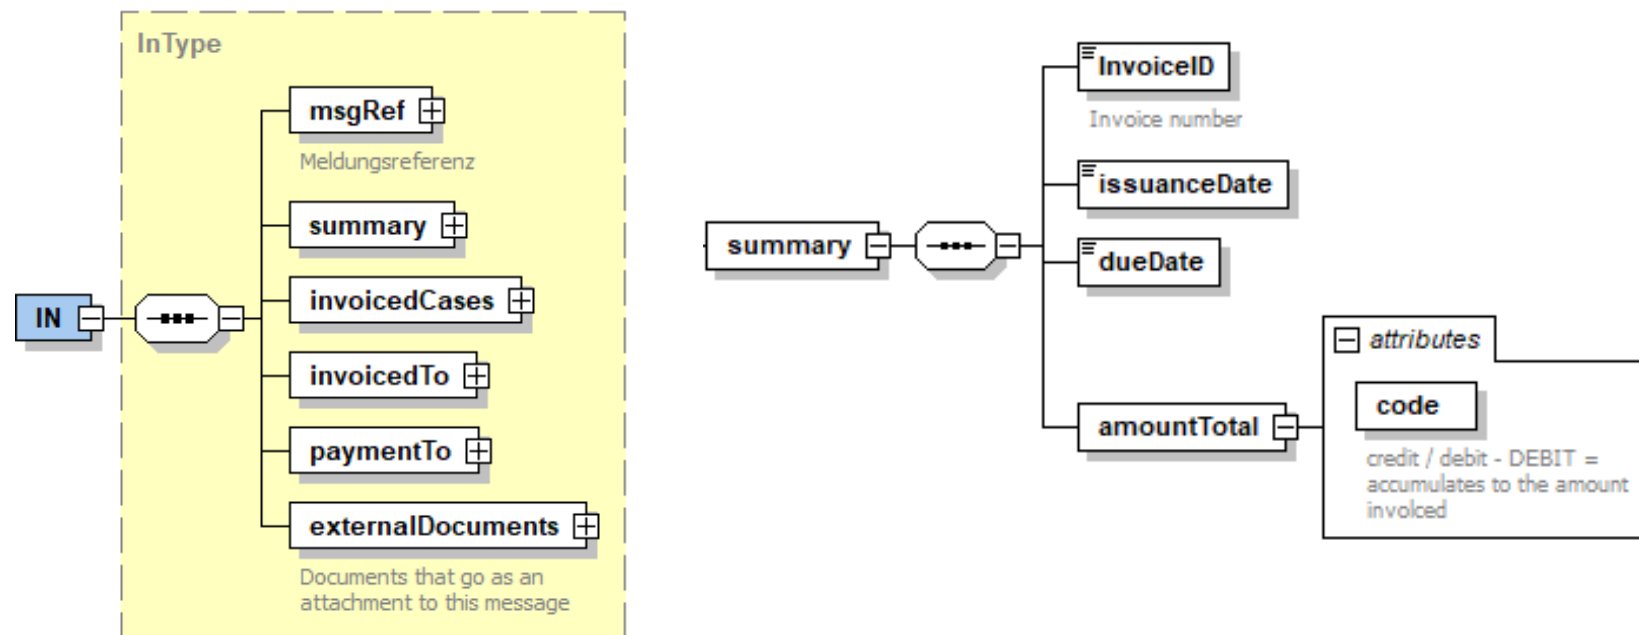 InType
msgRef
Meldungsreferenz
summary
invoicedCases
IN
invoicedTo
paymentTo
externalDocuments
Documents that go as an
attachment to this message
InvoiceID
Invoice number
issuanceDate
summary
dueDate
attributes
code
amountTotal
credit / debit - DEBIT =
accumulates to the amount
involced